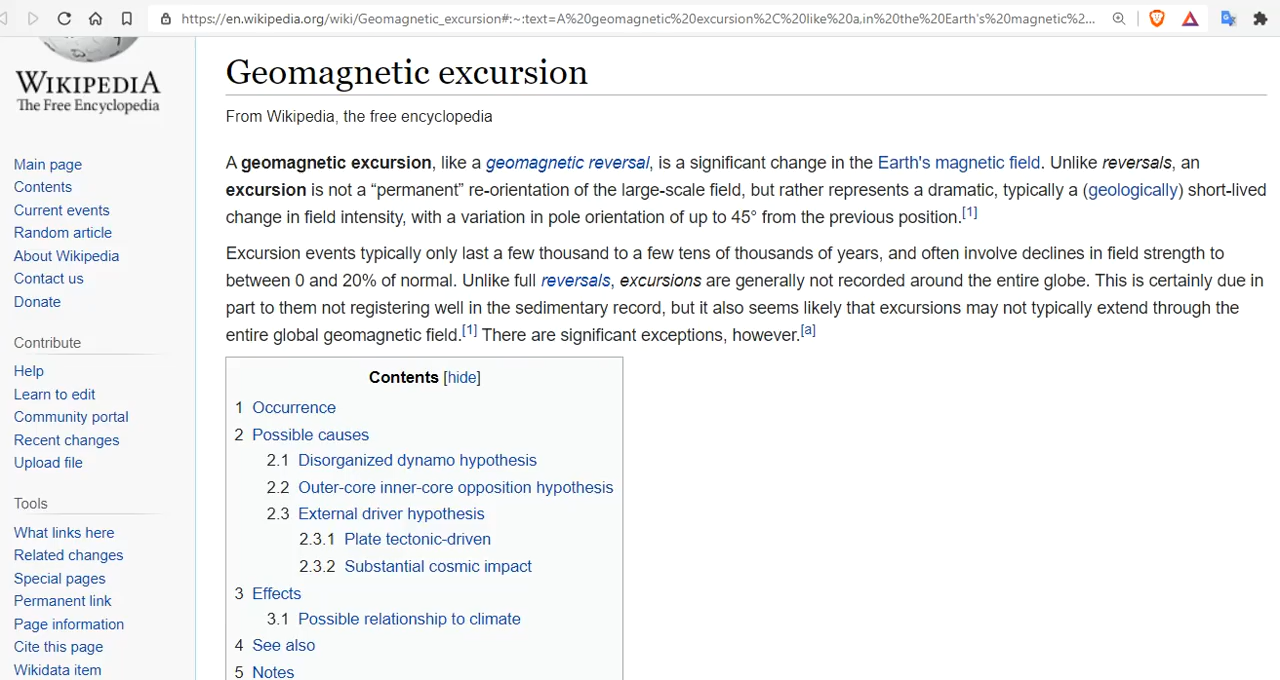 https://en.wikipedia.org/wiki/Geomagnetic_excursion#:~:text=A%20geomagnetic%20excursion%2C%20like%20a,in%20the%20Earth's%20magnetic%2...
WIKIPEDIA
The Free Encyclopedia
Main page
Contents
Current events
Random article
About Wikipedia
Contact us
Donate
Contribute
Help
Learn to edit
Community portal
Recent changes
Upload file
Tools
What links here
Related changes
Special pages
Permanent link
Page information
Cite this page
Wikidata item
Geomagnetic excursion
From Wikipedia, the free encyclopedia
A geomagnetic excursion, like a geomagnetic reversal, is a significant change in the Earth's magnetic field. Unlike reversals, an
excursion is not a “permanent” re-orientation of the large-scale field, but rather represents a dramatic, typically a (geologically) short-lived
change in field intensity, with a variation in pole orientation of up to 45° from the previous position.[1]
Excursion events typically only last a few thousand to a few tens of thousands of years, and often involve declines in field strength to
between 0 and 20% of normal. Unlike full reversals, excursions are generally not recorded around the entire globe. This is certainly due in
part to them not registering well in the sedimentary record, but it also seems likely that excursions may not typically extend through the
entire global geomagnetic field.[1] There are significant exceptions, however.[a]
Contents [hide]
1 Occurrence
2 Possible causes
2.1 Disorganized dynamo hypothesis
2.2 Outer-core inner-core opposition hypothesis
2.3 External driver hypothesis
2.3.1 Plate tectonic-driven
2.3.2 Substantial cosmic impact
3 Effects
3.1 Possible relationship to climate
4 See also
5 Notes